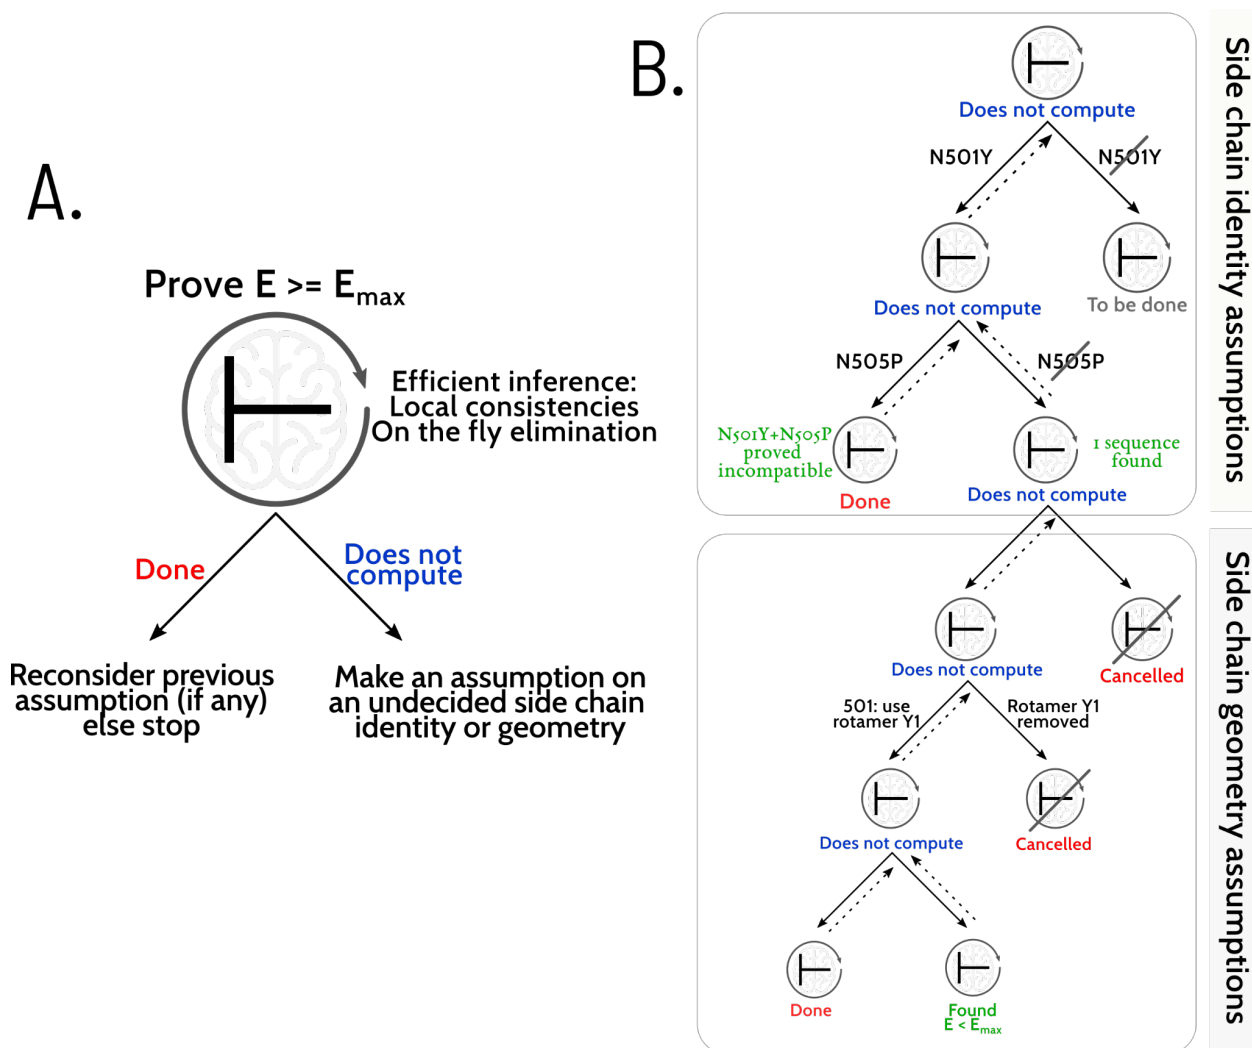 A.
Prove E >= Emax
Efficient inference:
Local consistencies
On the fly elimination
Done
Does not
compute
Reconsider previous
assumption (if any)
else stop
Make an assumption on
an undecided side chain
identity or geometry
B.
Does not compute
N501Y
N501Y
Does not compute
To be done
N505P
N505P
N501Y+N505P
proved
incompatible
Done
1 sequence
found
Does not compute
Side chain identity assumptions
Does not compute
Cancelled
501: use
rotamer Y1
Rotamer Y1
removed
Does not compute
Cancelled
Done
Found
E < Emax
Side chain geometry assumptions